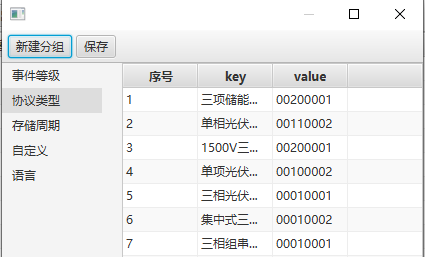 新建分组 保存
事件等级
协议类型
存储周期
自定义
语言
序号 key value
1 三项储能... 00200001
2 单相光伏... 00110002
3 1500V三... 00200001
4 单项光伏... 00100002
5 三相光伏... 00010001
6 集中式三... 00010002
7 三相组串... 00010001